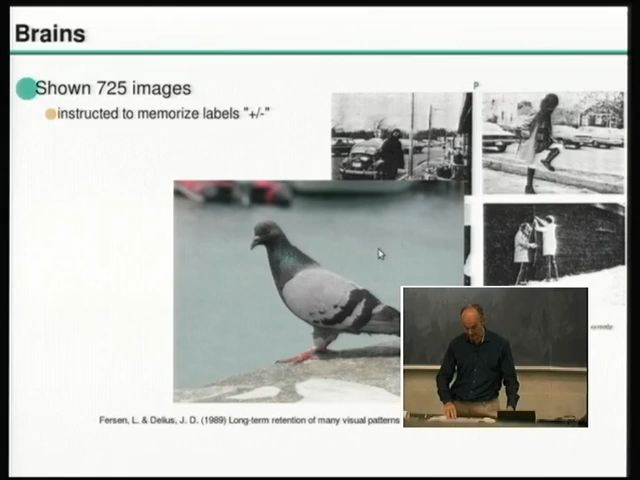 Brains
Shown 725 images
instructed to memorize labels "+/-"
Fersen, L. & Delius, J. D. (1989) Long-term retention of many visual patterns